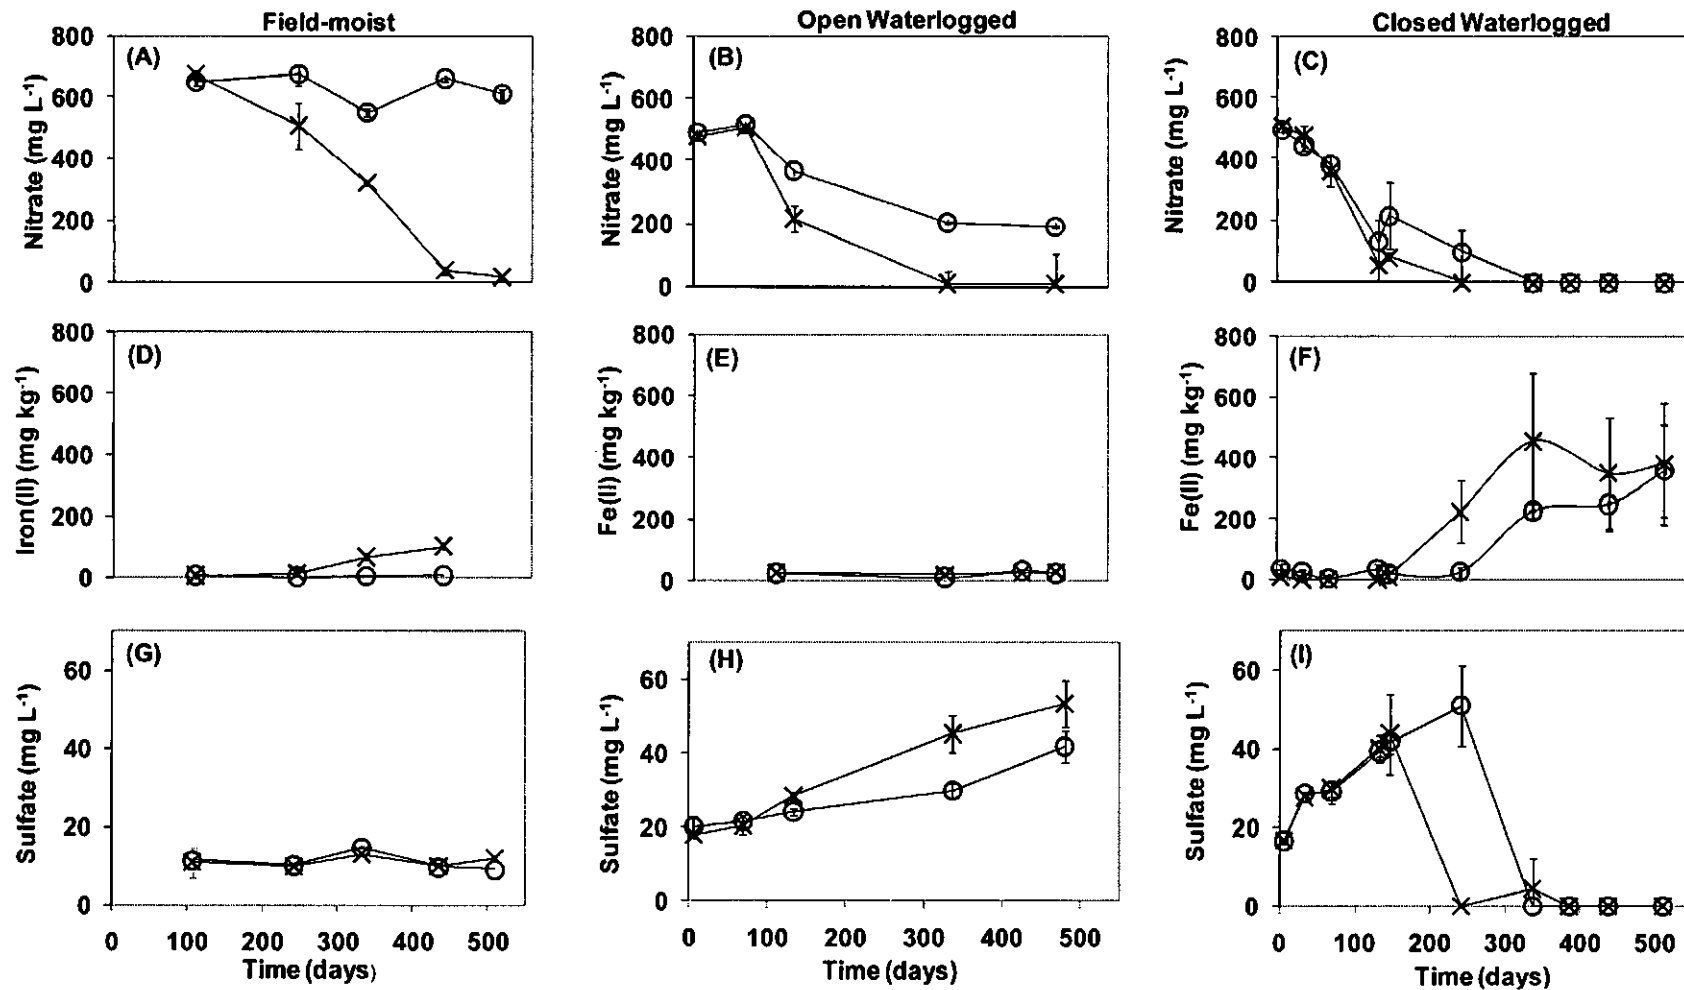 Field-moist
Open Waterlogged
Closed Waterlogged
(A)
Nitrate (mg L-1)
800
600
400
200
0
(B)
Nitrate (mg L-1)
800
600
400
200
0
(C)
Nitrate (mg L-1)
800
600
400
200
0
(D)
Iron(II) (mg kg-1)
800
600
400
200
0
(E)
Fe(II) (mg kg-1)
800
600
400
200
0
(F)
Fe(II) (mg kg-1)
800
600
400
200
0
(G)
Sulfate (mg L-1)
60
40
20
0
0 100 200 300 400 500
Time (days)
(H)
Sulfate (mg L-1)
60
40
20
0
0 100 200 300 400 500
Time (days)
(I)
Sulfate (mg L-1)
60
40
20
0
0 100 200 300 400 500
Time (days)